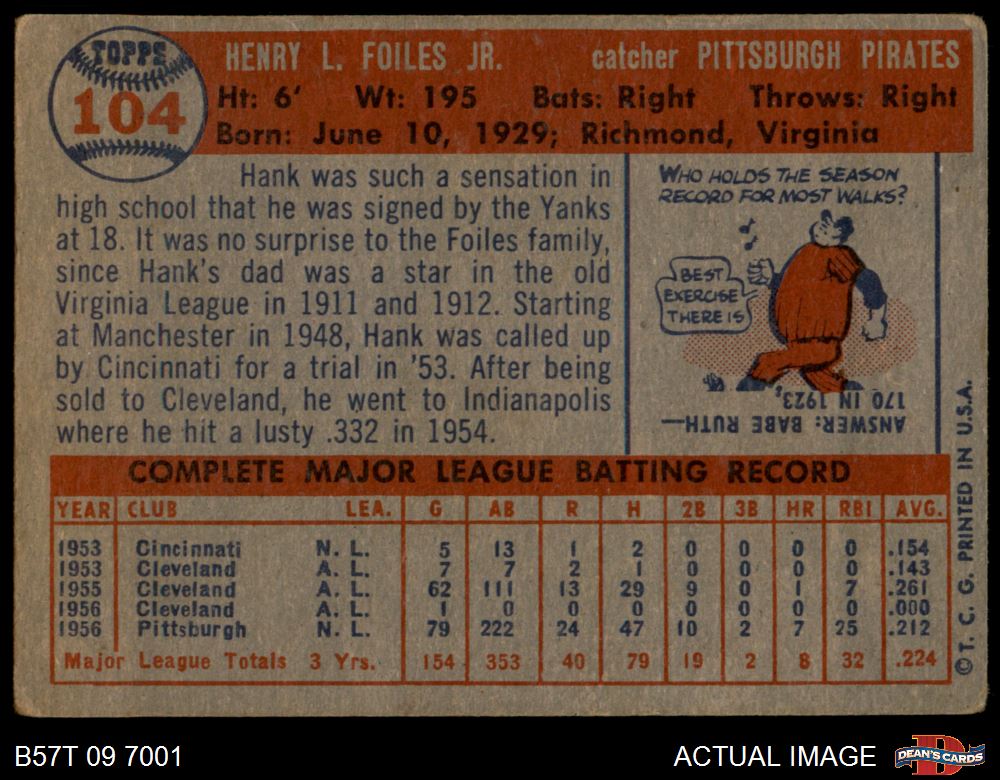 TOPPS
104
HENRY L. FOILES JR. catcher PITTSBURGH PIRATES
Ht: 6' Wt: 195 Bats: Right Throws: Right
Born: June 10, 1929; Richmond, Virginia
Hank was such a sensation in
high school that he was signed by the Yanks
at 18. It was no surprise to the Foiles family,
since Hank's dad was a star in the old
Virginia League in 1911 and 1912. Starting
at Manchester in 1948, Hank was called up
by Cincinnati for a trial in '53. After being
sold to Cleveland, he went to Indianapolis
where he hit a lusty .332 in 1954.
WHO HOLDS THE SEASON
RECORD FOR MOST WALKS?
BEST
EXERCISE
THERE IS
ANSWER: BABE RUTH—
170 IN 1923.
COMPLETE MAJOR LEAGUE BATTING RECORD
YEAR CLUB LEA. G AB R H 2B 3B HR RBI AVG.
1953 Cincinnati N. L. 5 13 1 2 0 0 0 0 .154
1953 Cleveland A. L. 7 7 2 1 0 0 0 0 .143
1955 Cleveland A. L. 62 111 13 29 9 0 1 7 .261
1956 Cleveland A. L. 1 0 0 0 0 0 0 0 .000
1956 Pittsburgh N. L. 79 222 24 47 10 2 7 25 .212
Major League Totals 3 Yrs. 154 353 40 79 19 2 8 32 .224
© T. C. G. PRINTED IN U.S.A.
B57T 09 7001
ACTUAL IMAGE
DEAN'S CARDS